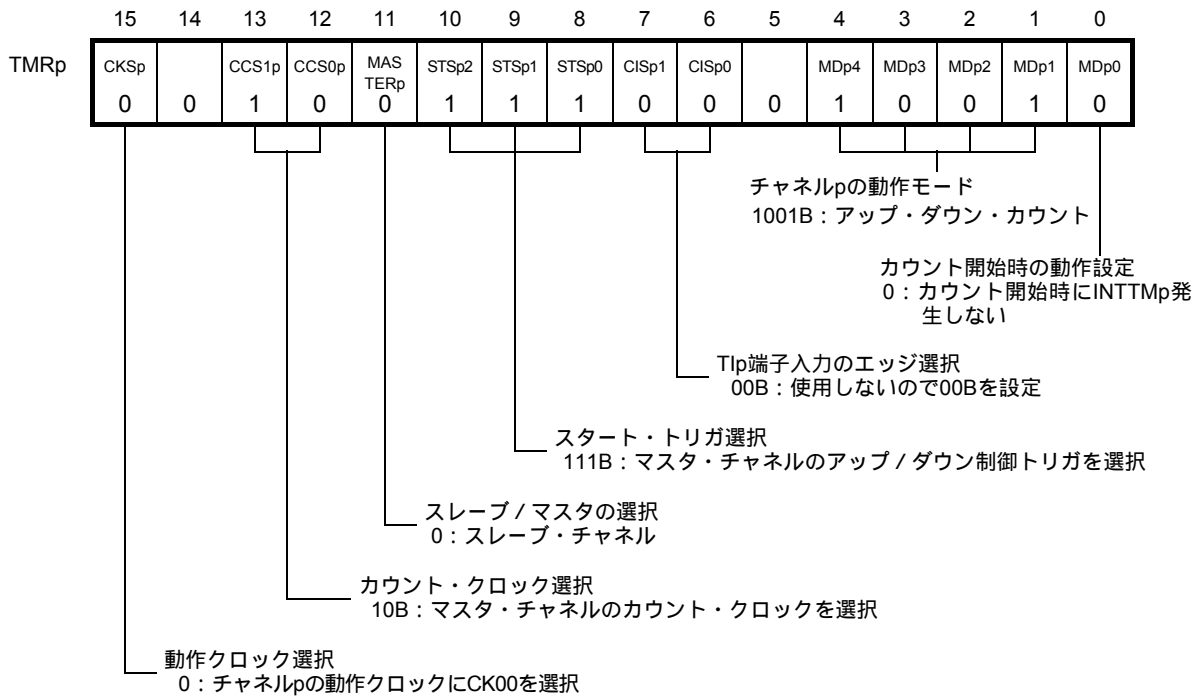 15 14 13 12 11 10 9 8 7 6 5 4 3 2 1 0
TMRp CKSp CCS1p CCS0p MAS TERp STSp2 STSp1 STSp0 CISp1 CISp0 MDp4 MDp3 MDp2 MDp1 MDp0
0 0 1 0 0 1 1 1 0 0 0 1 0 0 1 0
チャネルpの動作モード
1001B：アップ・ダウン・カウント
カウント開始時の動作設定
0：カウント開始時にINTTMp発
生しない
TIp端子入力のエッジ選択
00B：使用しないので00Bを設定
スタート・トリガ選択
111B：マスタ・チャネルのアップ／ダウン制御トリガを選択
スレーブ／マスタの選択
0：スレーブ・チャネル
カウント・クロック選択
10B：マスタ・チャネルのカウント・クロックを選択
動作クロック選択
0：チャネルpの動作クロックにCK00を選択